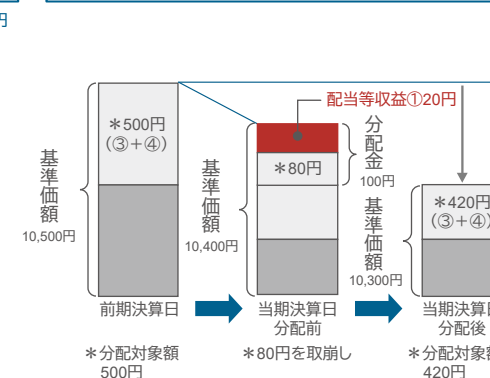 円
配当等収益①20円
*500円
(③+④)
分配金
100円
*80円
基準価額
10,500円
基準価額
10,400円
基準価額
10,300円
*420円
(③+④)
前期決算日
当期決算日
分配前
当期決算日
分配後
*分配対象額
500円
*80円を取崩し
*分配対象額
420円